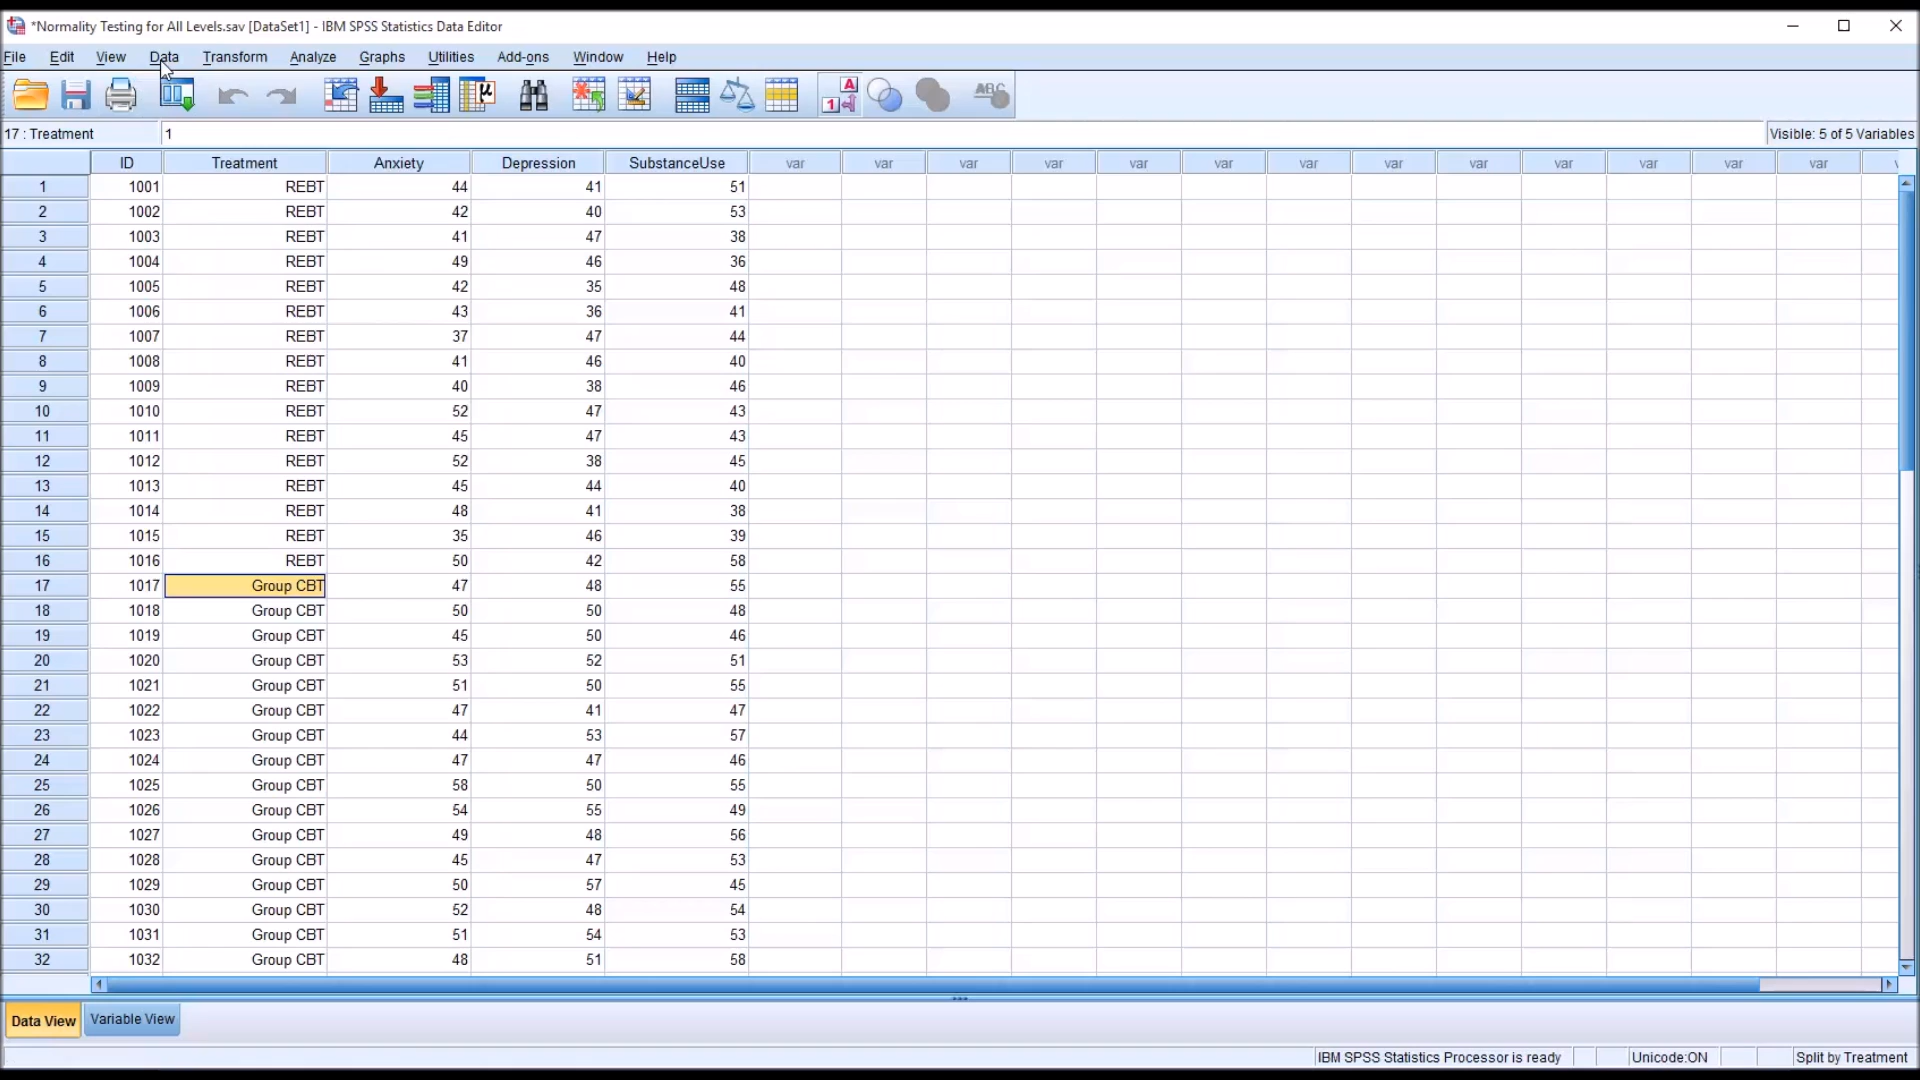 *Normality Testing for All Levels.sav [DataSet1] - IBM SPSS Statistics Data Editor
File Edit View Data Transform Analyze Graphs Utilities Add-ons Window Help
17 : Treatment 1 Visible: 5 of 5 Variables
ID Treatment Anxiety Depression SubstanceUse var var var var var var var var var var var var var
1 1001 REBT 44 41 51
2 1002 REBT 42 40 53
3 1003 REBT 41 47 38
4 1004 REBT 49 46 36
5 1005 REBT 42 35 48
6 1006 REBT 43 36 41
7 1007 REBT 37 47 44
8 1008 REBT 41 46 40
9 1009 REBT 40 38 46
10 1010 REBT 52 47 43
11 1011 REBT 45 47 43
12 1012 REBT 52 38 45
13 1013 REBT 45 44 40
14 1014 REBT 48 41 38
15 1015 REBT 35 46 39
16 1016 REBT 50 42 58
17 1017 Group CBT 47 48 55
18 1018 Group CBT 50 50 48
19 1019 Group CBT 45 50 46
20 1020 Group CBT 53 52 51
21 1021 Group CBT 51 50 55
22 1022 Group CBT 47 41 47
23 1023 Group CBT 44 53 57
24 1024 Group CBT 47 47 46
25 1025 Group CBT 58 50 55
26 1026 Group CBT 54 55 49
27 1027 Group CBT 49 48 56
28 1028 Group CBT 45 47 53
29 1029 Group CBT 50 57 45
30 1030 Group CBT 52 48 54
31 1031 Group CBT 51 54 53
32 1032 Group CBT 48 51 58
Data View Variable View
IBM SPSS Statistics Processor is ready Unicode:ON Split by Treatment